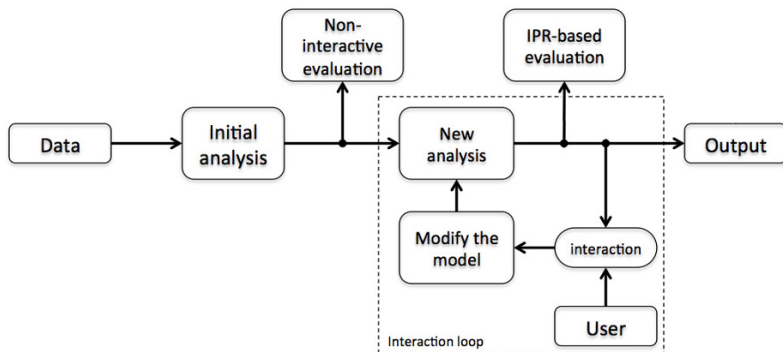 Non-
interactive
evaluation
IPR-based
evaluation
Data
Initial
analysis
New
analysis
Output
Modify the
model
interaction
User
Interaction loop